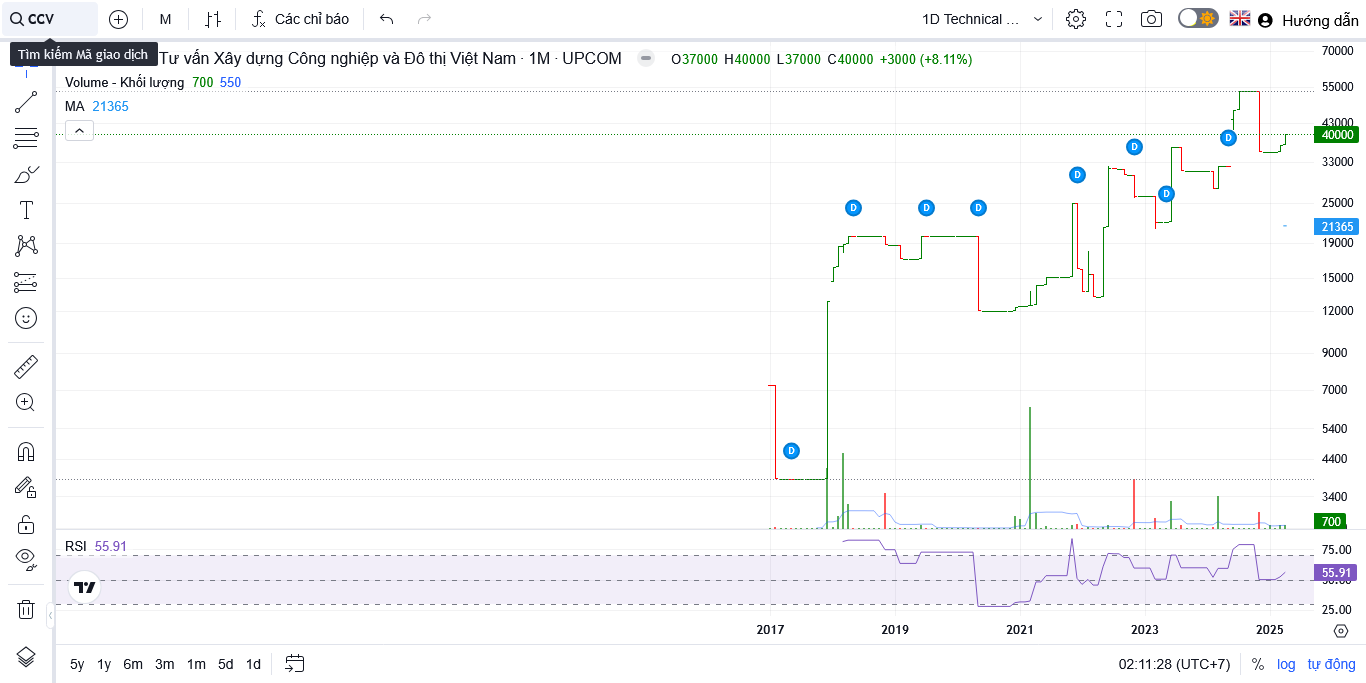 CCV
M
Các chỉ báo
1D Technical ...
Hướng dẫn
Tìm kiếm Mã giao dịch
Tư vấn Xây dựng Công nghiệp và Đô thị Việt Nam · 1M · UPCOM
O37000 H40000 L37000 C40000 +3000 (+8.11%)
Volume - Khối lượng 700 550
MA 21365
70000
55000
43000
40000
33000
25000
21365
19000
15000
12000
9000
7000
5400
4400
3400
700
D
D
D
D
D
D
D
D
RSI 55.91
75.00
55.91
50.00
25.00
2017
2019
2021
2023
2025
5y 1y 6m 3m 1m 5d 1d
02:11:28 (UTC+7)
% log tự động